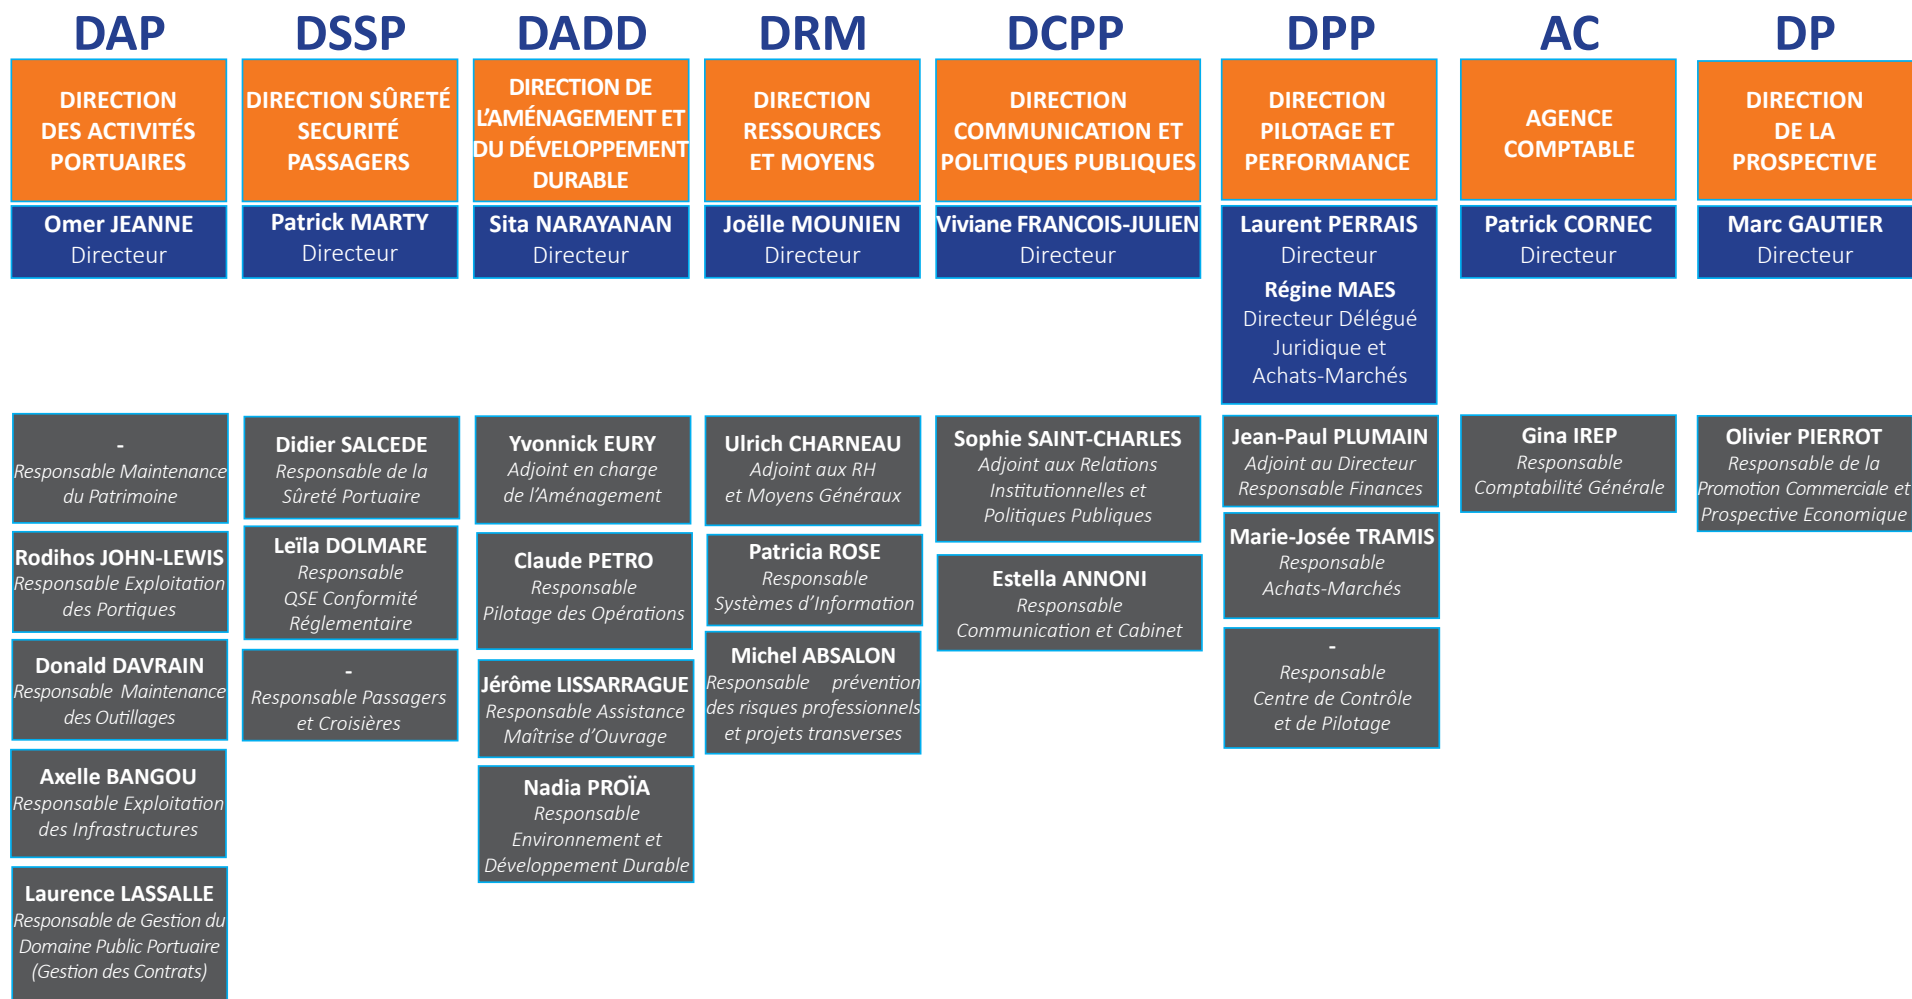 DAP
DIRECTION
DES ACTIVITÉS
PORTUAIRES
Omer JEANNE
Directeur
-
Responsable Maintenance
du Patrimoine
Rodihos JOHN-LEWIS
Responsable Exploitation
des Portiques
Donald DAVRAIN
Responsable Maintenance
des Outillages
Axelle BANGOU
Responsable Exploitation
des Infrastructures
Laurence LASSALLE
Responsable de Gestion du
Domaine Public Portuaire
(Gestion des Contrats)
DSSP
DIRECTION SÛRETÉ
SECURITÉ
PASSAGERS
Patrick MARTY
Directeur
Didier SALCEDE
Responsable de la
Sûreté Portuaire
Leïla DOLMARE
Responsable
QSE Conformité
Réglementaire
-
Responsable Passagers
et Croisières
DADD
DIRECTION DE
L'AMÉNAGEMENT ET
DU DÉVELOPPEMENT
DURABLE
Sita NARAYANAN
Directeur
Yvonnick EURY
Adjoint en charge
de l'Aménagement
Claude PETRO
Responsable
Pilotage des Opérations
Jérôme LISSARRAGUE
Responsable Assistance
Maîtrise d'Ouvrage
Nadia PROÏA
Responsable
Environnement et
Développement Durable
DRM
DIRECTION
RESSOURCES
ET MOYENS
Joëlle MOUNIEN
Directeur
Ulrich CHARNEAU
Adjoint aux RH
et Moyens Généraux
Patricia ROSE
Responsable
Systèmes d'Information
Michel ABSALON
Responsable prévention
des risques professionnels
et projets transverses
DCPP
DIRECTION
COMMUNICATION ET
POLITIQUES PUBLIQUES
Viviane FRANCOIS-JULIEN
Directeur
Sophie SAINT-CHARLES
Adjoint aux Relations
Institutionnelles et
Politiques Publiques
Estella ANNONI
Responsable
Communication et Cabinet
DPP
DIRECTION
PILOTAGE ET
PERFORMANCE
Laurent PERRAIS
Directeur
Régine MAES
Directeur Délégué
Juridique et
Achats-Marchés
Jean-Paul PLUMAIN
Adjoint au Directeur
Responsable Finances
Marie-Josée TRAMIS
Responsable
Achats-Marchés
-
Responsable
Centre de Contrôle
et de Pilotage
AC
AGENCE
COMPTABLE
Patrick CORNEC
Directeur
Gina IREP
Responsable
Comptabilité Générale
DP
DIRECTION
DE LA
PROSPECTIVE
Marc GAUTIER
Directeur
Olivier PIERROT
Responsable de la
Promotion Commerciale et
Prospective Economique